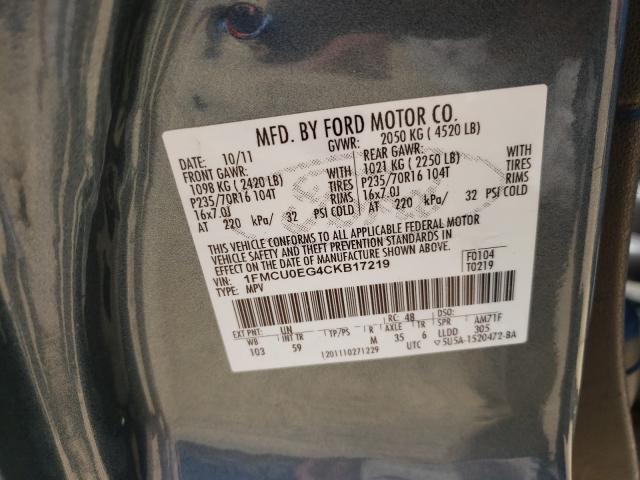 MFD. BY FORD MOTOR CO.
DATE: 10/11 GVWR: 2050 KG ( 4520 LB)
FRONT GAWR: REAR GAWR:
1098 KG ( 2420 LB) WITH 1021 KG ( 2250 LB) WITH
P235/70R16 104T TIRES P235/70R16 104T TIRES
16x7.0J RIMS 16x7.0J RIMS
AT 220 kPa/ 32 PSI COLD AT 220 kPa/ 32 PSI COLD
THIS VEHICLE CONFORMS TO ALL APPLICABLE FEDERAL MOTOR
VEHICLE SAFETY AND THEFT PREVENTION STANDARDS IN
EFFECT ON THE DATE OF MANUFACTURE SHOWN ABOVE.
VIN: 1FMCU0EG4CKB17219 F0104
TYPE: MPV T0219
EXT PNT: UN RC: 48 DSO:
WB INT TR TP/PS R AXLE TR SPR AM71F
103 59 M 35 6 LLDD 305
1201110271229 UTC 5U5A-1520472-BA